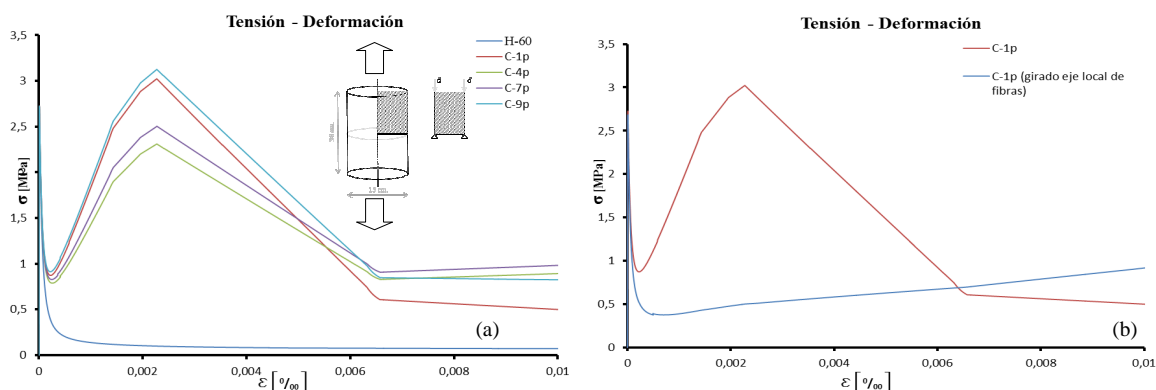 Tensión - Deformación
3,5
3
2,5
2
1,5
1
0,5
0
σ [MPa]
0
0,002
0,004
0,006
0,008
0,01
ε [‰]
H-60
C-1p
C-4p
C-7p
C-9p
15 cm.
(a)
Tensión - Deformación
3,5
3
2,5
2
1,5
1
0,5
0
σ [MPa]
0
0,002
0,004
0,006
0,008
0,01
ε [‰]
C-1p
C-1p (girado eje local de
fibras)
(b)